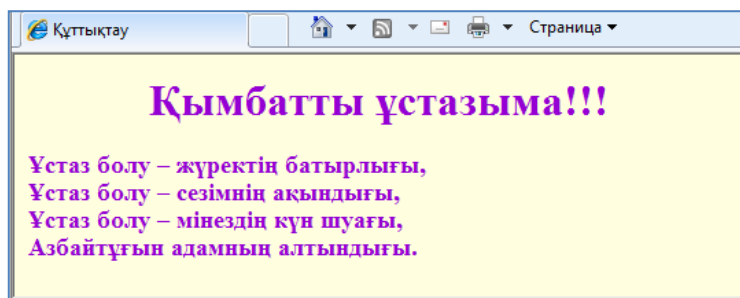 Құттықтау
Страница
Қымбатты ұстазыма!!!
Ұстаз болу – жүректің батырлығы,
Ұстаз болу – сезімнің ақындығы,
Ұстаз болу – мінездің күн шуағы,
Азбайтұғын адамның алтындығы.